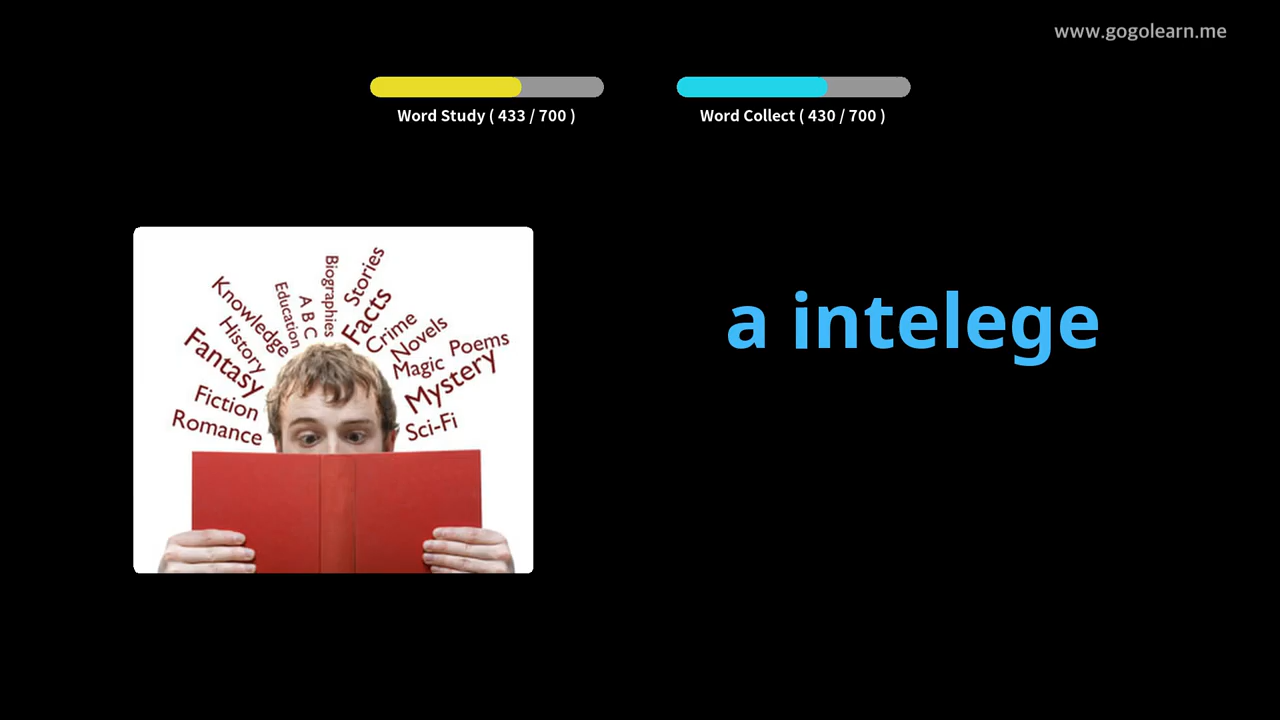 www.gogolearn.me
Word Study ( 433 / 700 )
Word Collect ( 430 / 700 )
a intelege
Knowledge
Education
A B C
Biographies
Stories
Facts
Crime
Novels
History
Fantasy
Magic
Poems
Mystery
Fiction
Romance
Sci-Fi